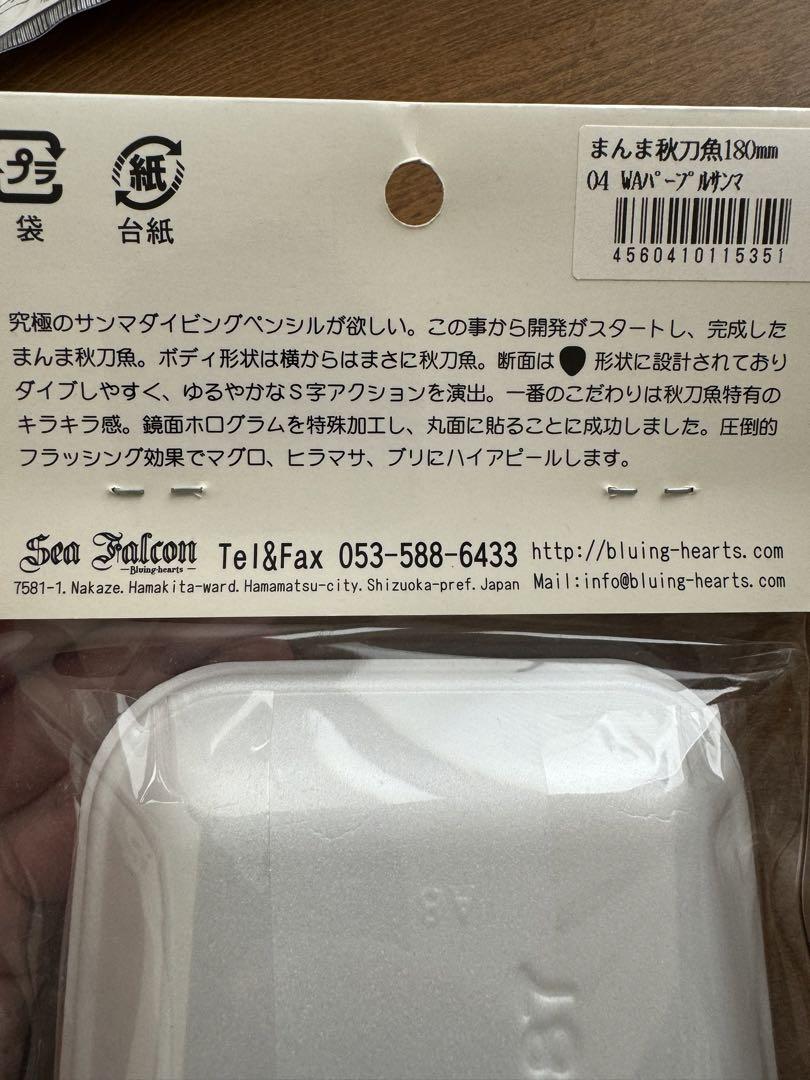 プラ
袋
紙
台紙
まんま秋刀魚180mm
04 WAパープルサンマ
4560410115351
究極のサンマダイビングペンシルが欲しい。この事から開発がスタートし、完成した
まんま秋刀魚。ボディ形状は横からはまさに秋刀魚。断面は 形状に設計されており
ダイブしやすく、ゆるやかなS字アクションを演出。一番のこだわりは秋刀魚特有の
キラキラ感。鏡面ホログラムを特殊加工し、丸面に貼ることに成功しました。圧倒的
フラッシング効果でマグロ、ヒラマサ、ブリにハイアピールします。
Sea Falcon
Bluing-hearts
Tel&Fax 053-588-6433
http://bluing-hearts.com
7581-1. Nakaze. Hamakita-ward. Hamamatsu-city. Shizuoka-pref. Japan
Mail:info@bluing-hearts.com